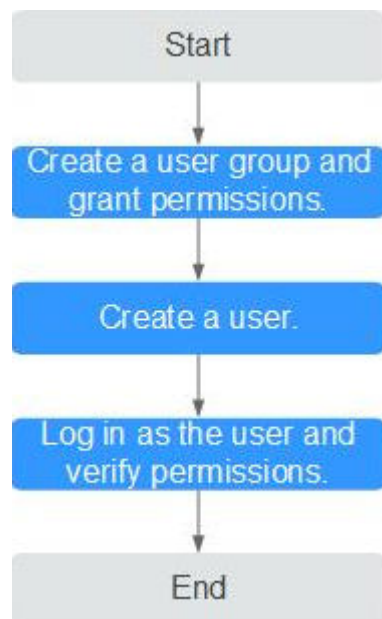 Start
Create a user group and
grant permissions.
Create a user.
Log in as the user and
verify permissions.
End